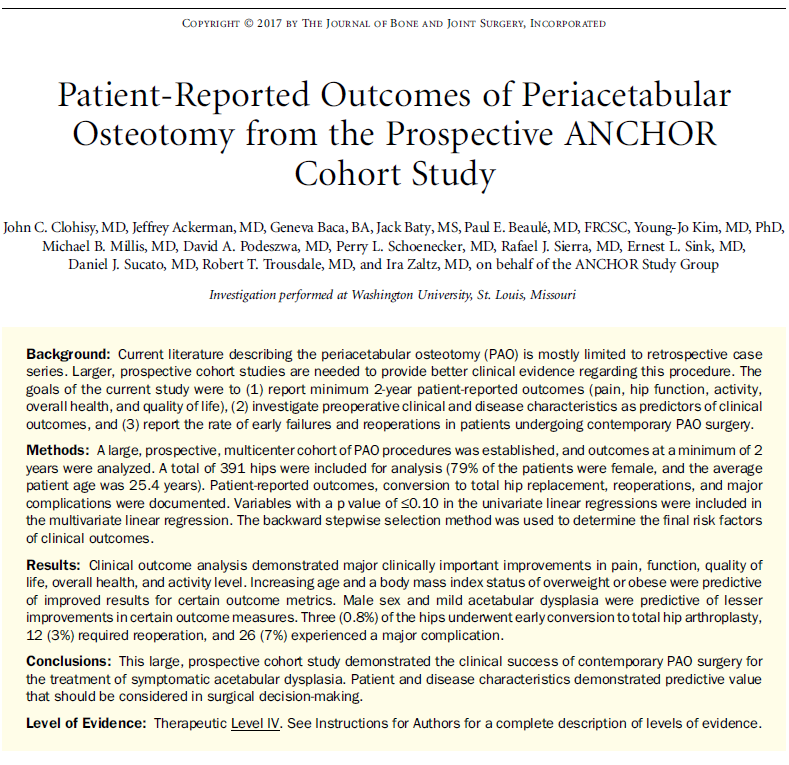 COPYRIGHT © 2017 BY THE JOURNAL OF BONE AND JOINT SURGERY, INCORPORATED
Patient-Reported Outcomes of Periacetabular
Osteotomy from the Prospective ANCHOR
Cohort Study
John C. Clohisy, MD, Jeffrey Ackerman, MD, Geneva Baca, BA, Jack Baty, MS, Paul E. Beaulé, MD, FRCSC, Young-Jo Kim, MD, PhD,
Michael B. Millis, MD, David A. Podeszwa, MD, Perry L. Schoenecker, MD, Rafael J. Sierra, MD, Ernest L. Sink, MD,
Daniel J. Sucato, MD, Robert T. Trousdale, MD, and Ira Zaltz, MD, on behalf of the ANCHOR Study Group
Investigation performed at Washington University, St. Louis, Missouri
Background: Current literature describing the periacetabular osteotomy (PAO) is mostly limited to retrospective case
series. Larger, prospective cohort studies are needed to provide better clinical evidence regarding this procedure. The
goals of the current study were to (1) report minimum 2-year patient-reported outcomes (pain, hip function, activity,
overall health, and quality of life), (2) investigate preoperative clinical and disease characteristics as predictors of clinical
outcomes, and (3) report the rate of early failures and reoperations in patients undergoing contemporary PAO surgery.
Methods: A large, prospective, multicenter cohort of PAO procedures was established, and outcomes at a minimum of 2
years were analyzed. A total of 391 hips were included for analysis (79% of the patients were female, and the average
patient age was 25.4 years). Patient-reported outcomes, conversion to total hip replacement, reoperations, and major
complications were documented. Variables with a p value of ≤0.10 in the univariate linear regressions were included in
the multivariate linear regression. The backward stepwise selection method was used to determine the final risk factors
of clinical outcomes.
Results: Clinical outcome analysis demonstrated major clinically important improvements in pain, function, quality of
life, overall health, and activity level. Increasing age and a body mass index status of overweight or obese were predictive
of improved results for certain outcome metrics. Male sex and mild acetabular dysplasia were predictive of lesser
improvements in certain outcome measures. Three (0.8%) of the hips underwent early conversion to total hip arthroplasty,
12 (3%) required reoperation, and 26 (7%) experienced a major complication.
Conclusions: This large, prospective cohort study demonstrated the clinical success of contemporary PAO surgery for
the treatment of symptomatic acetabular dysplasia. Patient and disease characteristics demonstrated predictive value
that should be considered in surgical decision-making.
Level of Evidence: Therapeutic Level IV. See Instructions for Authors for a complete description of levels of evidence.